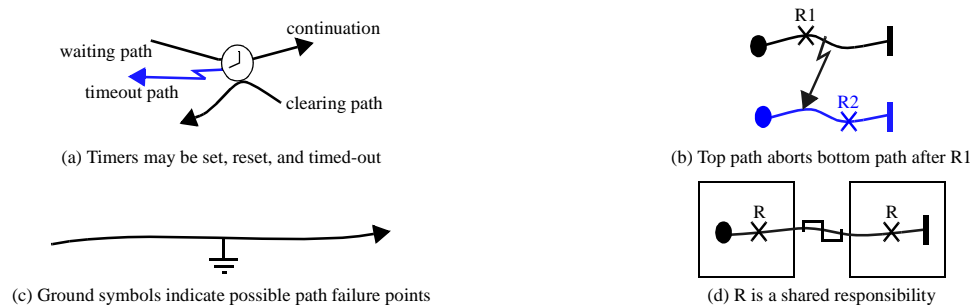 waiting path
continuation
timeout path
clearing path
(a) Timers may be set, reset, and timed-out
R1
R2
(b) Top path aborts bottom path after R1
(c) Ground symbols indicate possible path failure points
R
R
(d) R is a shared responsibility